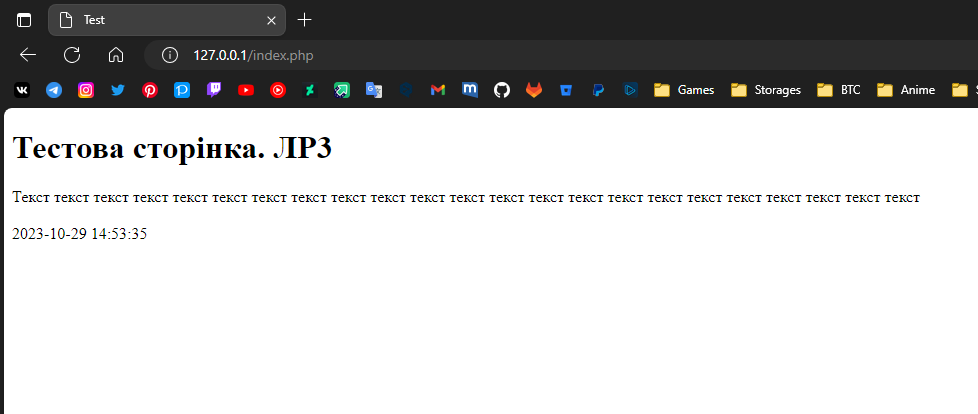 Test
127.0.0.1/index.php
Games Storages BTC Anime
Тестова сторінка. ЛР3
Текст текст текст текст текст текст текст текст текст текст текст текст текст текст текст текст текст текст текст текст текст текст текст
2023-10-29 14:53:35